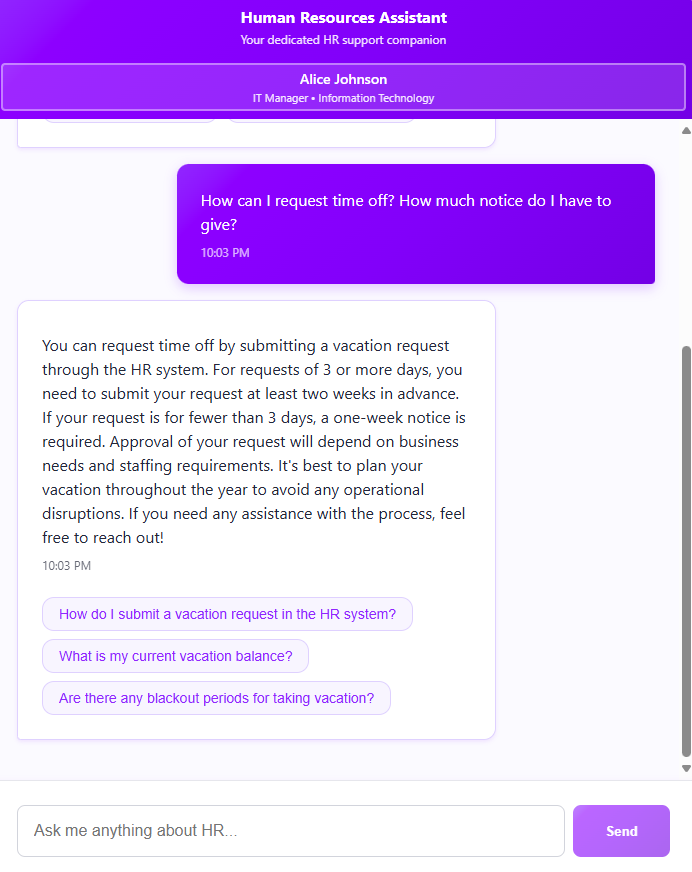 Human Resources Assistant
Your dedicated HR support companion
Alice Johnson
IT Manager • Information Technology
How can I request time off? How much notice do I have to
give?
10:03 PM
You can request time off by submitting a vacation request
through the HR system. For requests of 3 or more days, you
need to submit your request at least two weeks in advance.
If your request is for fewer than 3 days, a one-week notice is
required. Approval of your request will depend on business
needs and staffing requirements. It's best to plan your
vacation throughout the year to avoid any operational
disruptions. If you need any assistance with the process, feel
free to reach out!
10:03 PM
How do I submit a vacation request in the HR system?
What is my current vacation balance?
Are there any blackout periods for taking vacation?
Ask me anything about HR...
Send